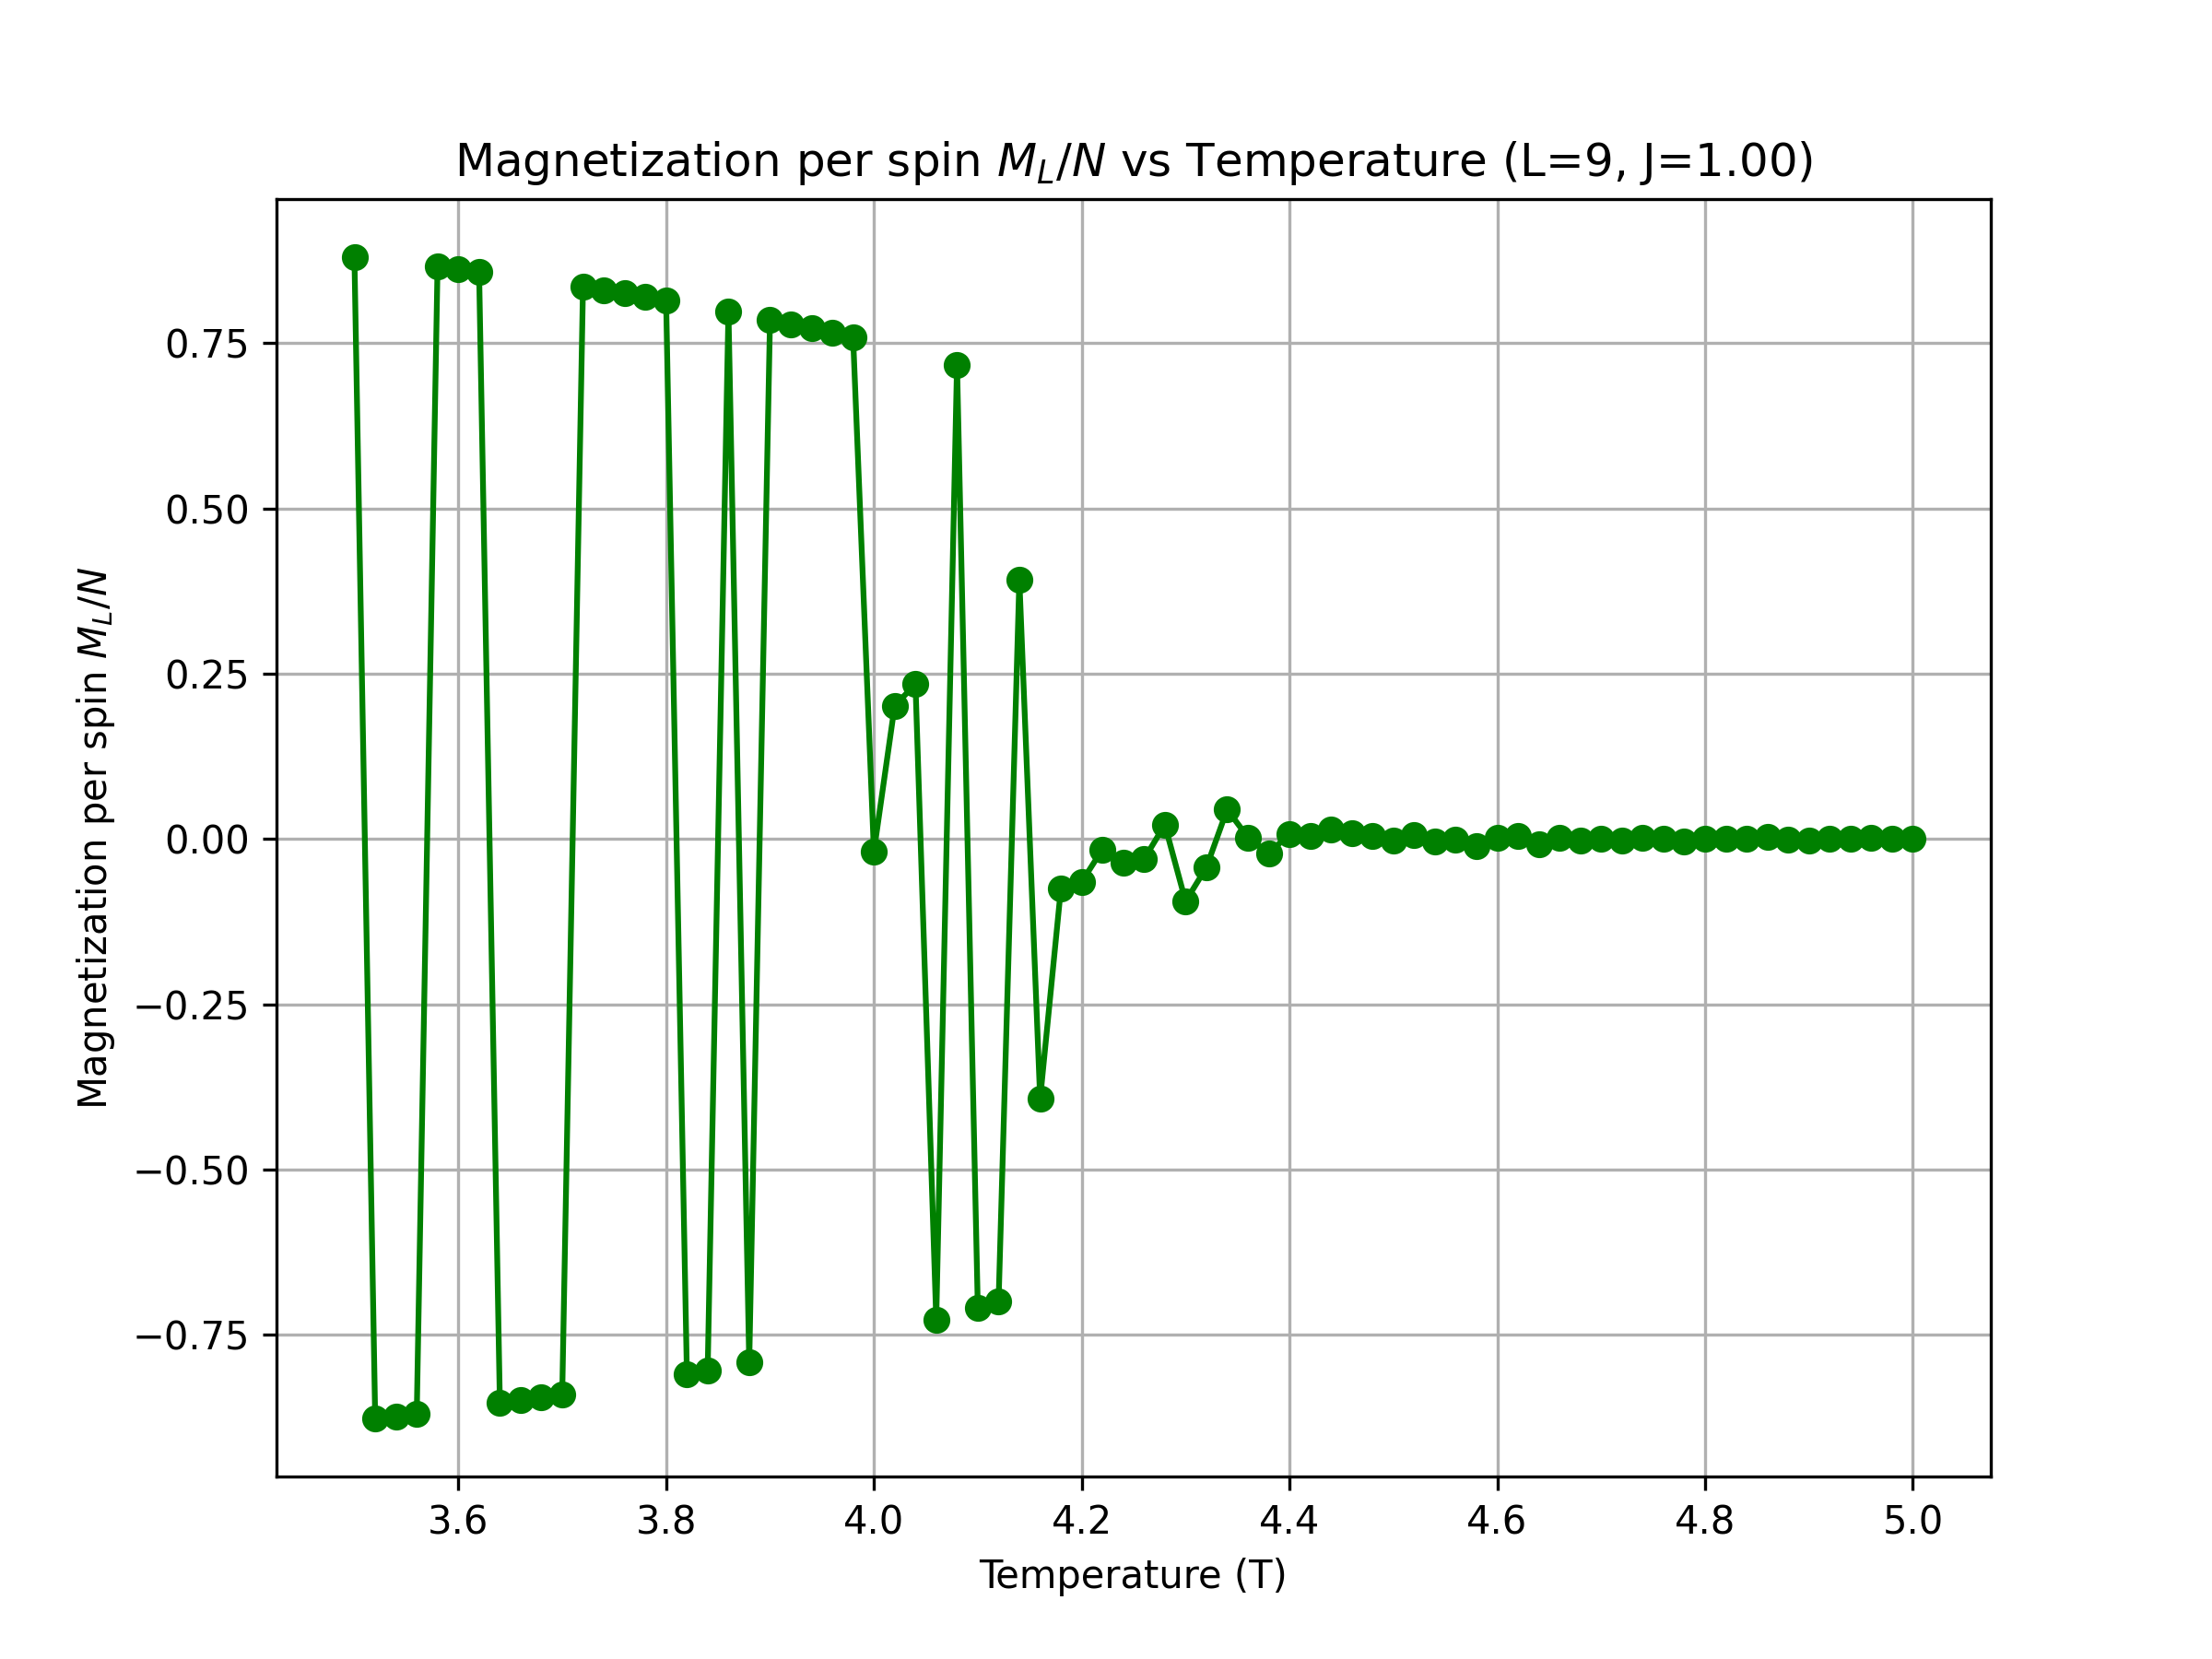 Magnetization per spin M_L/N vs Temperature (L=9, J=1.00)
Magnetization per spin M_L/N
0.75
0.50
0.25
0.00
−0.25
−0.50
−0.75
3.6 3.8 4.0 4.2 4.4 4.6 4.8 5.0
Temperature (T)